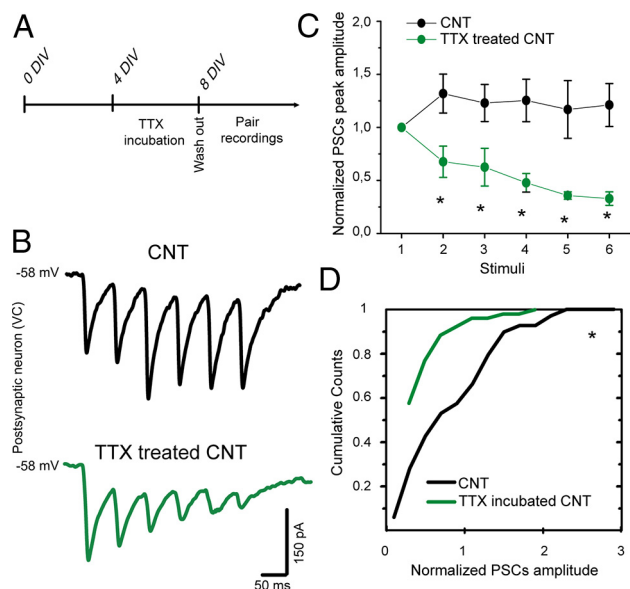 A
0 DIV
4 DIV
8 DIV
TTX
incubation
Wash out
Pair
recordings
B
CNT
-58 mV
Postsynaptic neuron (VC)
TTX treated CNT
-58 mV
150 pA
50 ms
C
CNT
TTX treated CNT
Normalized PSCs peak amplitude
2,0
1,5
1,0
0,5
0,0
* * * * *
1 2 3 4 5 6
Stimuli
D
Cumulative Counts
1
0.8
0.6
0.4
0.2
*
CNT
TTX incubated CNT
0 1 2 3
Normalized PSCs amplitude